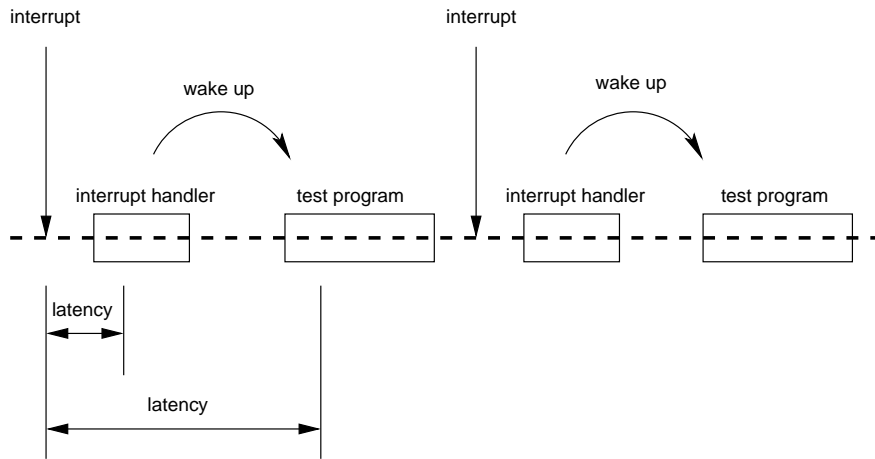 interrupt
interrupt
wake up
wake up
interrupt handler
test program
interrupt handler
test program
latency
latency